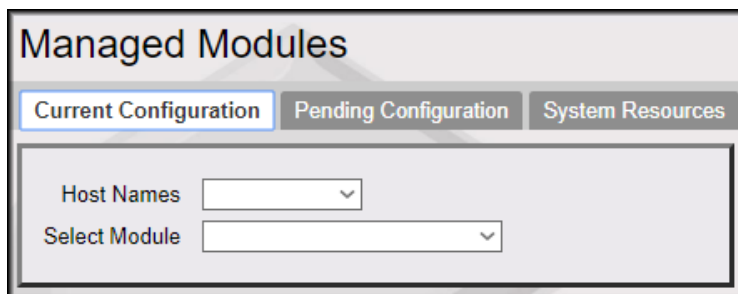 Managed Modules
Current Configuration Pending Configuration System Resources
Host Names
Select Module